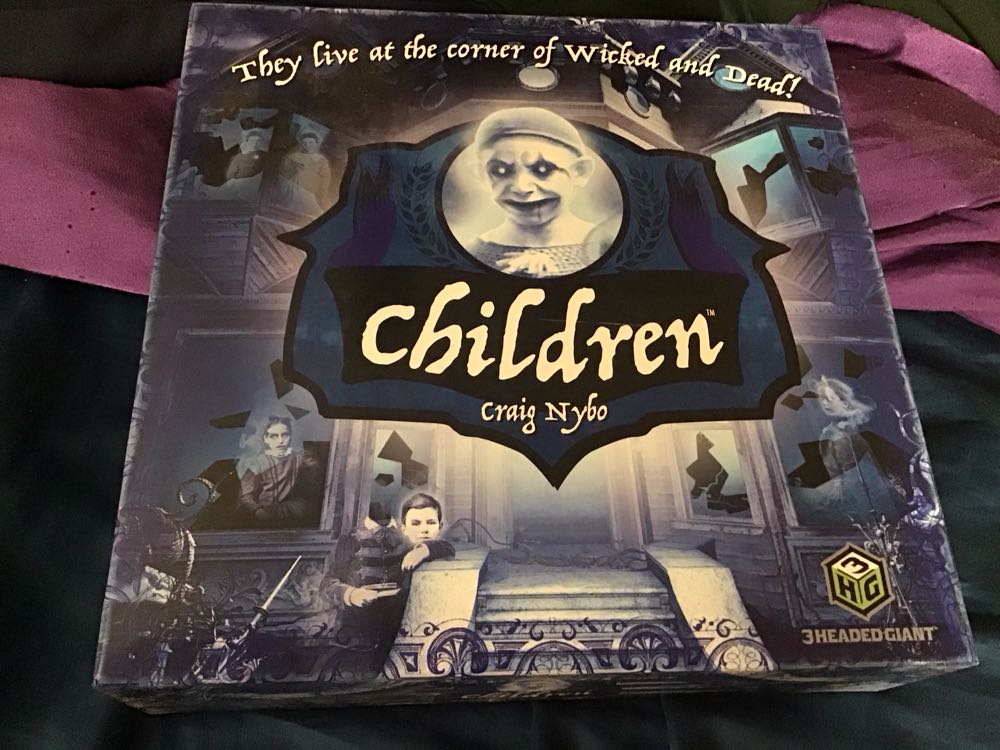 They live at the corner of Wicked and Dead!
Children™
Craig Nybo
3HG
3HEADEDGIANT